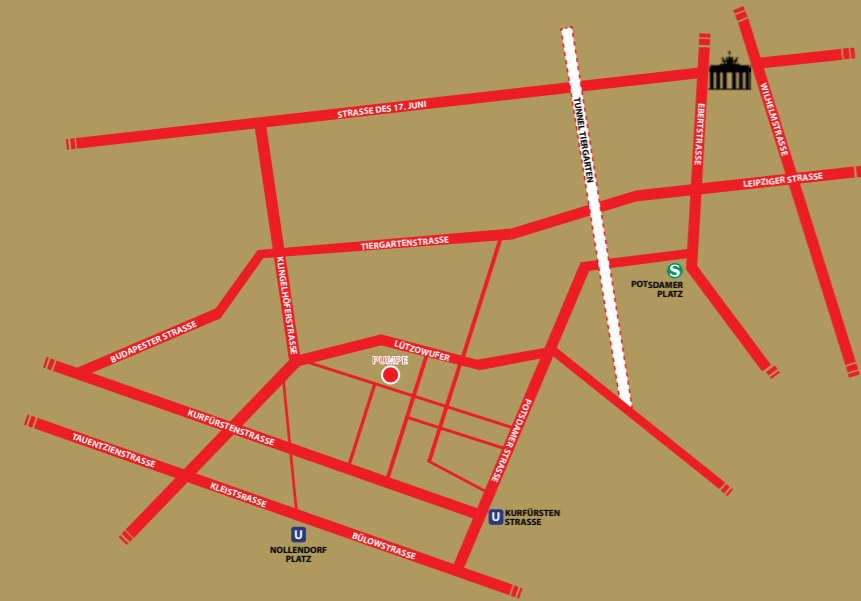 STRASSE DES 17. JUNI
TUNNEL TIERGARTEN
EBERTSTRASSE
WILHELMSTRASSE
LEIPZIGER STRASSE
TIERGARTENSTRASSE
KLINGELHÖFERSTRASSE
S
POTSDAMER
PLATZ
BUDAPESTER STRASSE
LÜTZOWUFER
PUMPE
KURFÜRSTENSTRASSE
POTSDAMER STRASSE
TAUENTZIENSTRASSE
KLEISTSRASSE
U
KURFÜRSTEN
STRASSE
U
NOLLENDORF
PLATZ
BÜLOWSTRASSE